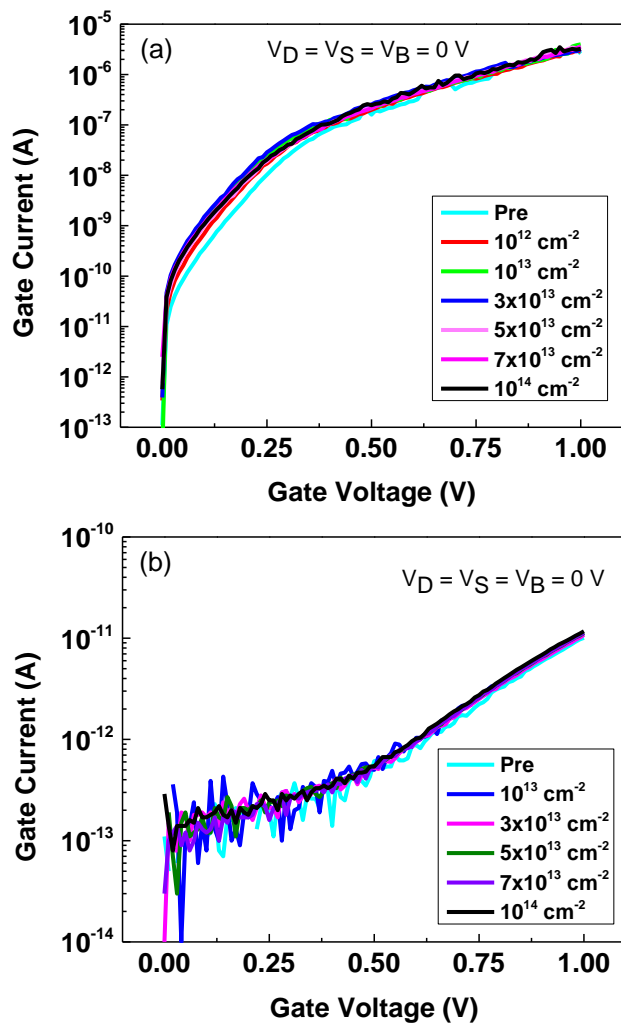 (a)
V_D = V_S = V_B = 0 V
Gate Current (A)
10^-5
10^-6
10^-7
10^-8
10^-9
10^-10
10^-11
10^-12
10^-13
Pre
10^12 cm^-2
10^13 cm^-2
3x10^13 cm^-2
5x10^13 cm^-2
7x10^13 cm^-2
10^14 cm^-2
0.00 0.25 0.50 0.75 1.00
Gate Voltage (V)
(b)
V_D = V_S = V_B = 0 V
Gate Current (A)
10^-10
10^-11
10^-12
10^-13
10^-14
Pre
10^13 cm^-2
3x10^13 cm^-2
5x10^13 cm^-2
7x10^13 cm^-2
10^14 cm^-2
0.00 0.25 0.50 0.75 1.00
Gate Voltage (V)